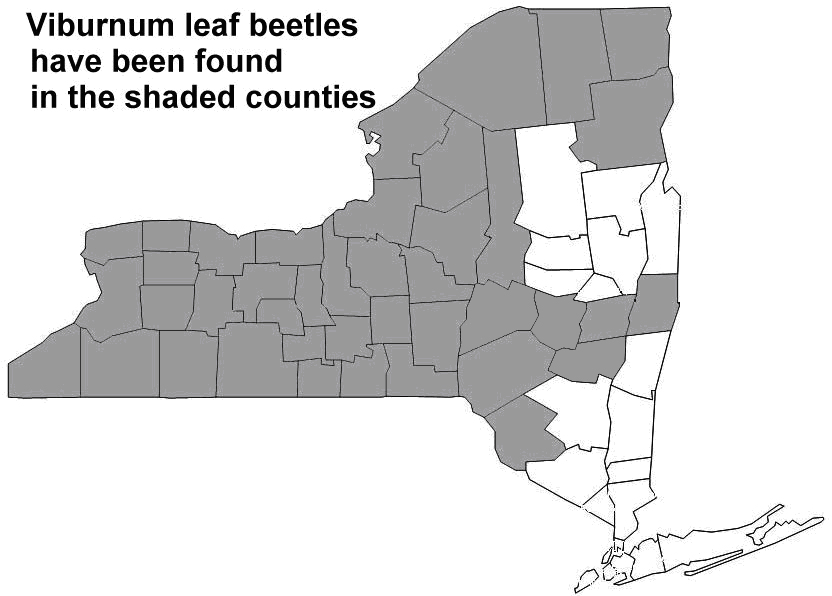 Viburnum leaf beetles
have been found
in the shaded counties